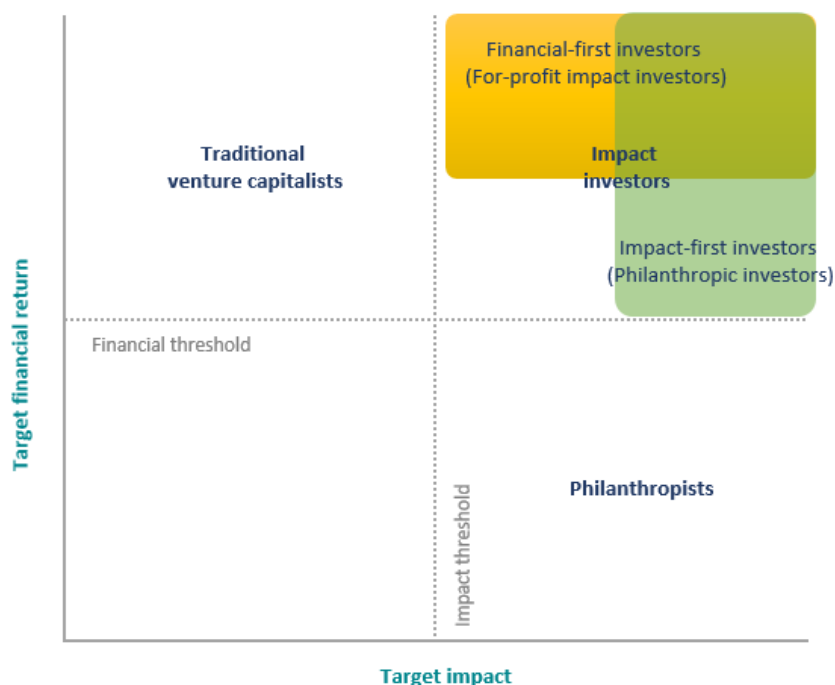 Financial-first investors
(For-profit impact investors)
Traditional
venture capitalists
Impact
investors
Impact-first investors
(Philanthropic investors)
Target financial return
Financial threshold
Philanthropists
Impact threshold
Target impact